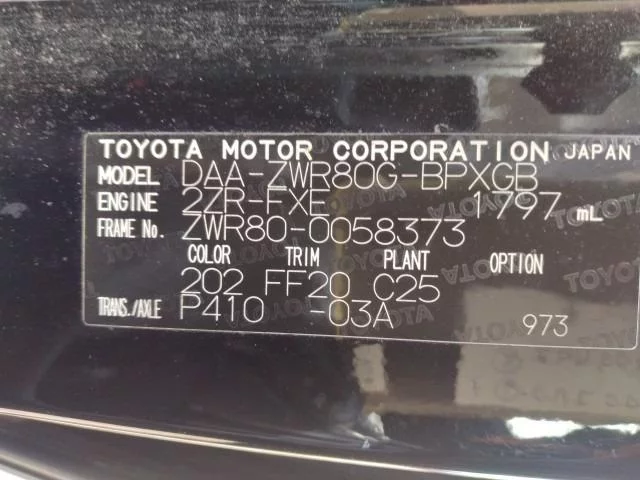 TOYOTA MOTOR CORPORATION JAPAN
MODEL DAA-ZWR80G-BPXGB
ENGINE 2ZR-FXE 1797 mL
FRAME No. ZWR80-0058373
COLOR TRIM PLANT OPTION
202 FF20 C25
TRANS./AXLE P410 -03A 973